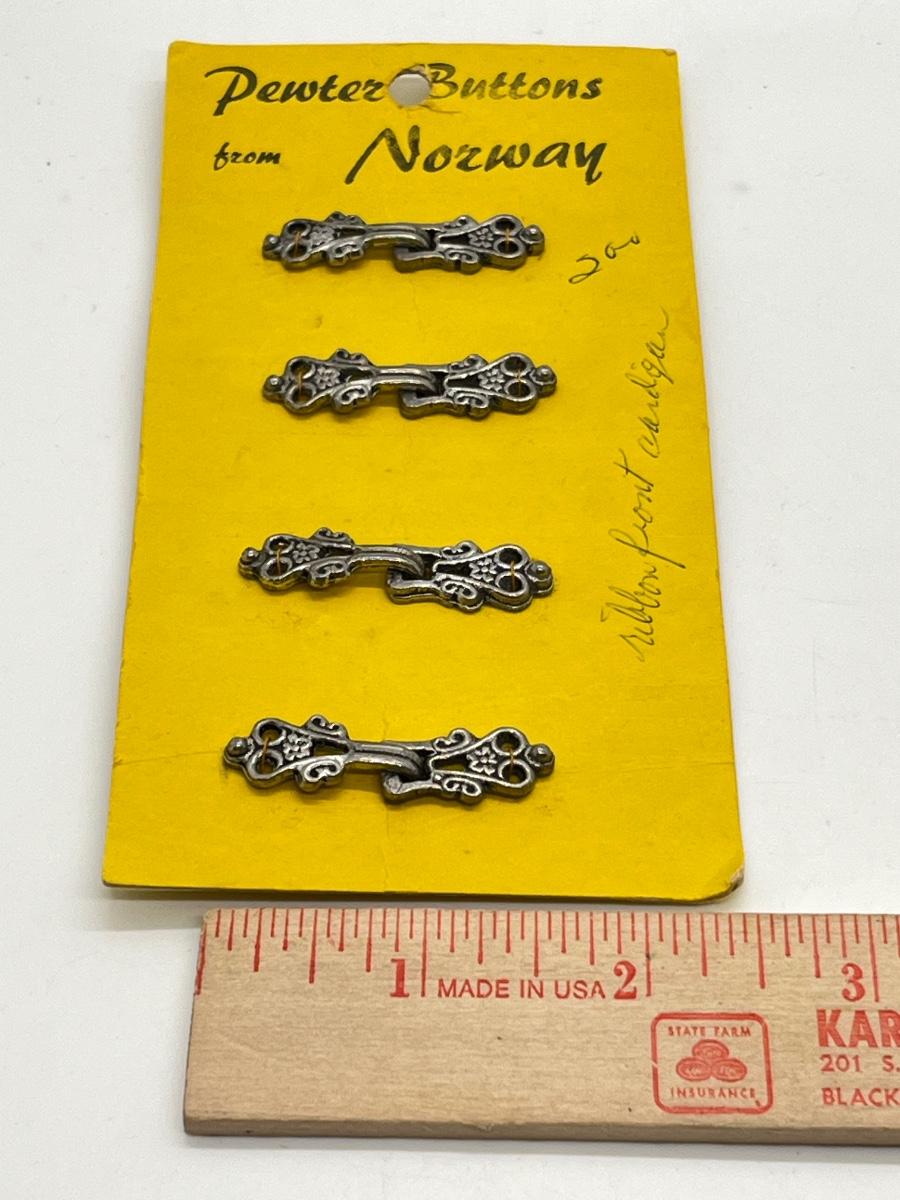 Pewter Buttons
from Norway
ribbon front cardigan
1 MADE IN USA 2 3
STATE FARM
INSURANCE
KAR
201 S.
BLACK